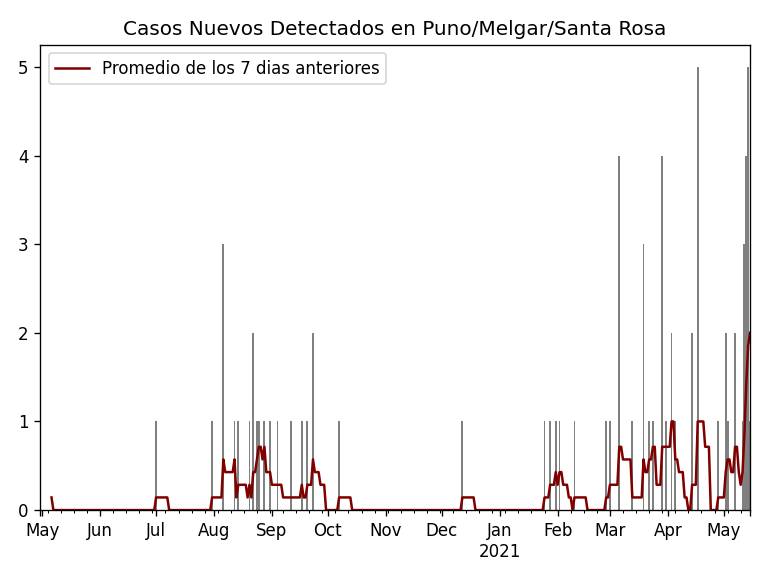 Casos Nuevos Detectados en Puno/Melgar/Santa Rosa
Promedio de los 7 dias anteriores
5
4
3
2
1
0
May Jun Jul Aug Sep Oct Nov Dec Jan Feb Mar Apr May
2021